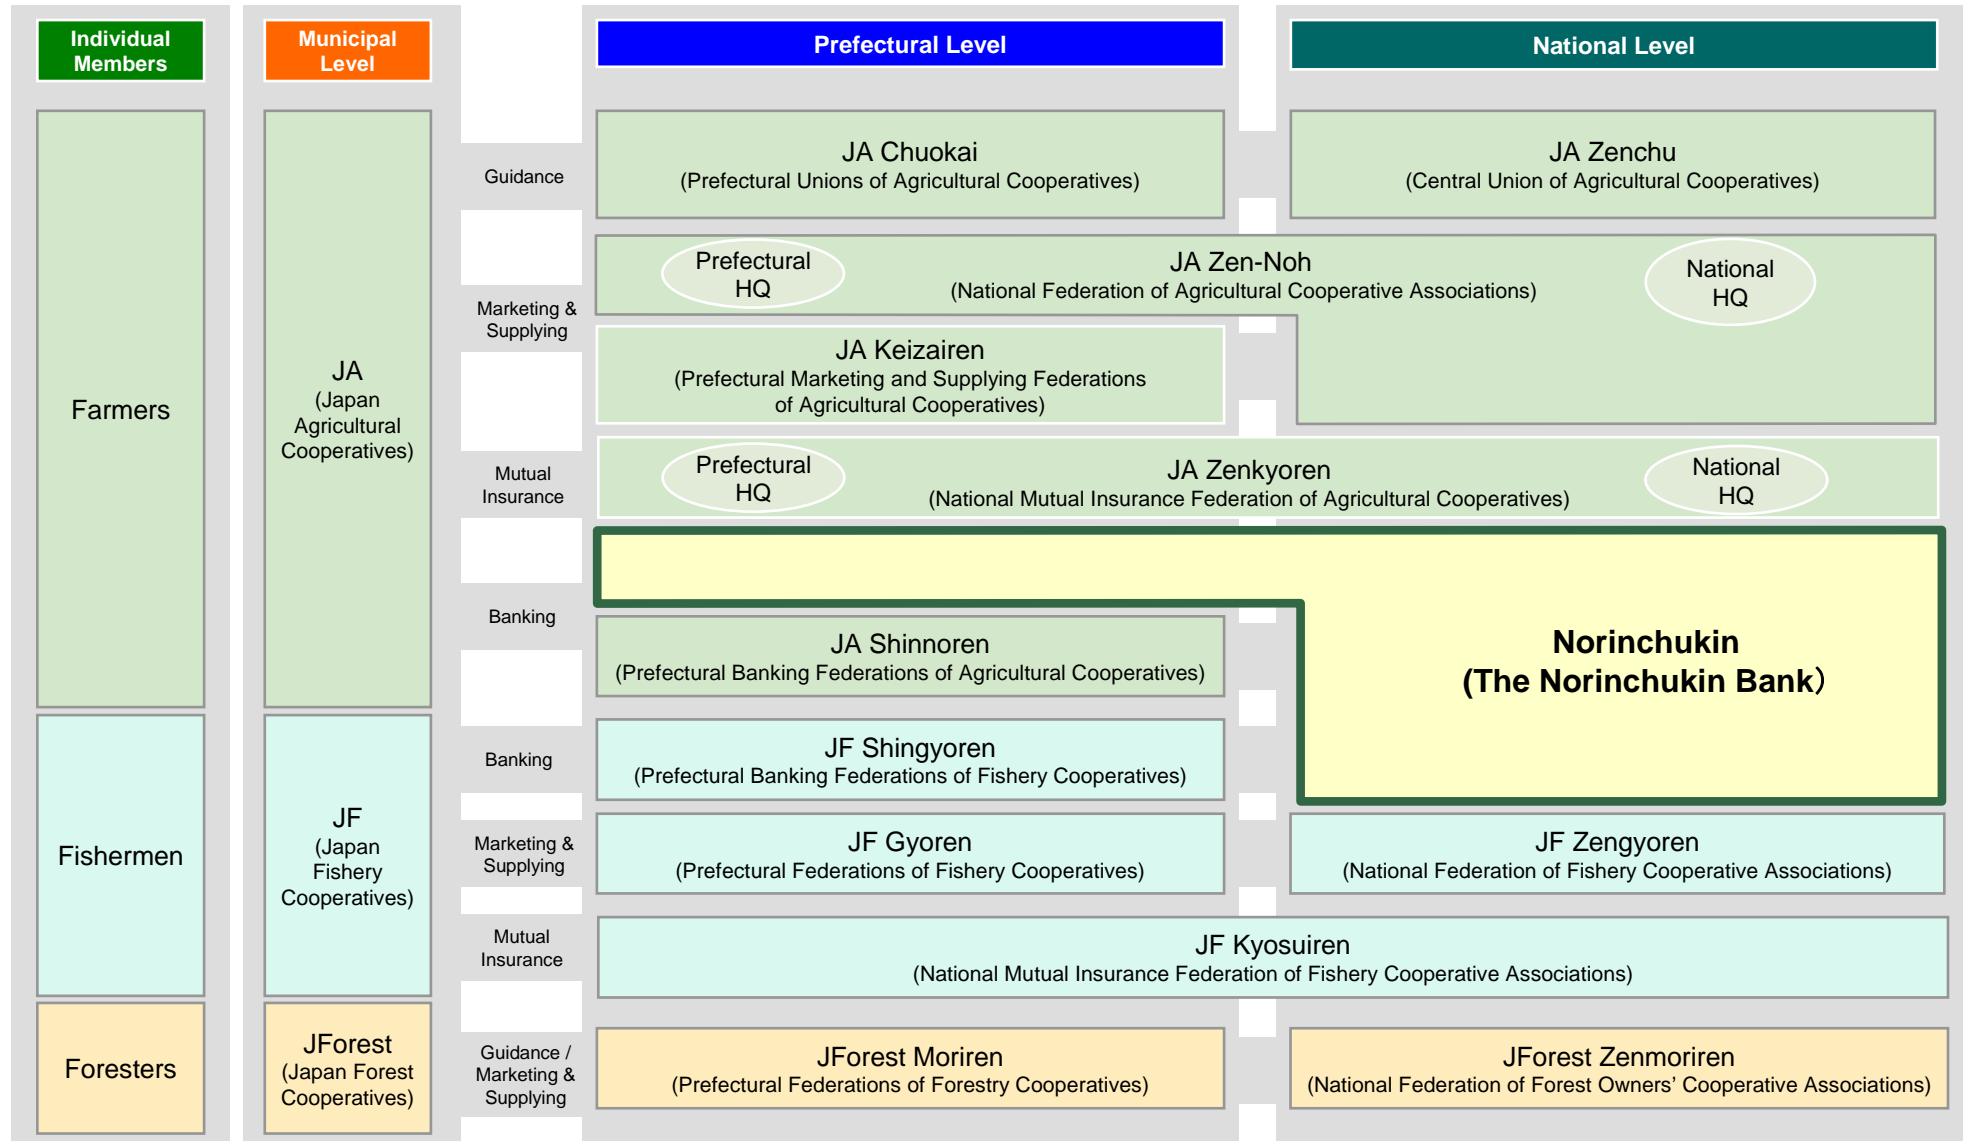 Individual
Members
Municipal
Level
Prefectural Level
National Level
Farmers
JA
(Japan
Agricultural
Cooperatives)
Guidance
JA Chuokai
(Prefectural Unions of Agricultural Cooperatives)
JA Zenchu
(Central Union of Agricultural Cooperatives)
Marketing &
Supplying
Prefectural
HQ
JA Zen-Noh
(National Federation of Agricultural Cooperative Associations)
National
HQ
JA Keizairen
(Prefectural Marketing and Supplying Federations
of Agricultural Cooperatives)
Mutual
Insurance
Prefectural
HQ
JA Zenkyoren
(National Mutual Insurance Federation of Agricultural Cooperatives)
National
HQ
Banking
JA Shinnoren
(Prefectural Banking Federations of Agricultural Cooperatives)
Norinchukin
(The Norinchukin Bank）
Fishermen
JF
(Japan
Fishery
Cooperatives)
Banking
JF Shingyoren
(Prefectural Banking Federations of Fishery Cooperatives)
Marketing &
Supplying
JF Gyoren
(Prefectural Federations of Fishery Cooperatives)
JF Zengyoren
(National Federation of Fishery Cooperative Associations)
Mutual
Insurance
JF Kyosuiren
(National Mutual Insurance Federation of Fishery Cooperative Associations)
Foresters
JForest
(Japan Forest
Cooperatives)
Guidance /
Marketing &
Supplying
JForest Moriren
(Prefectural Federations of Forestry Cooperatives)
JForest Zenmoriren
(National Federation of Forest Owners’ Cooperative Associations)